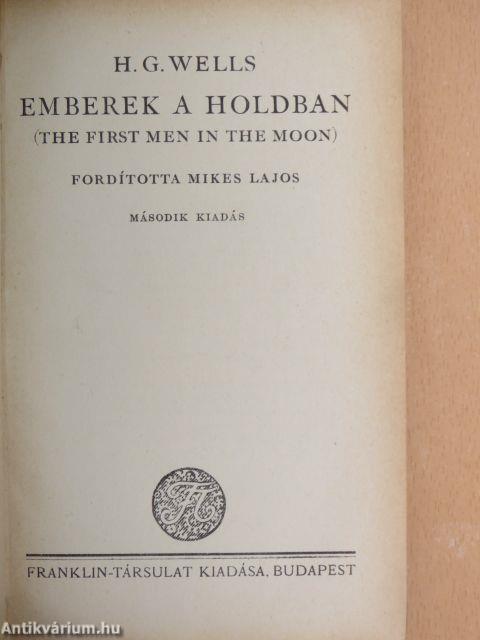 H. G. WELLS
EMBEREK A HOLDBAN
(THE FIRST MEN IN THE MOON)
FORDÍTOTTA MIKES LAJOS
MÁSODIK KIADÁS
FRANKLIN-TÁRSULAT KIADÁSA, BUDAPEST
Antikvárium.hu